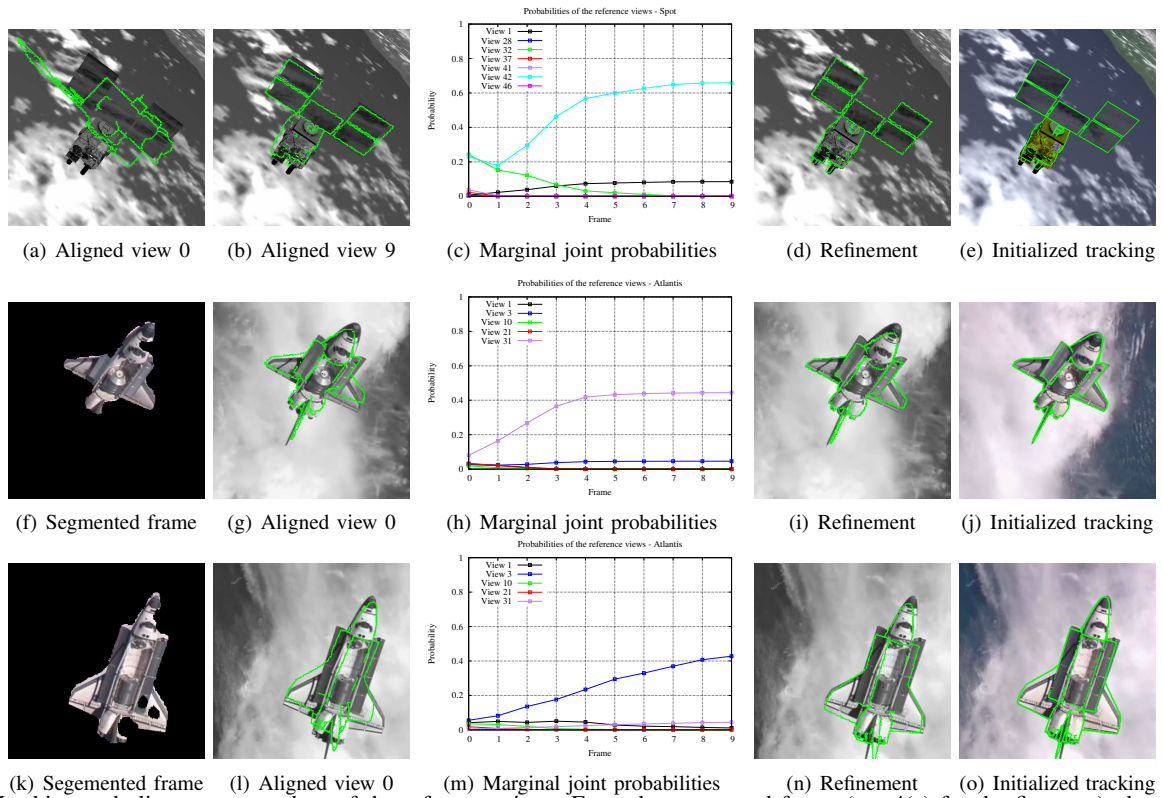 Probabilities of the reference views - Spot
View 1
View 28
View 32
View 37
View 41
View 42
View 46
Probability
1
0.8
0.6
0.4
0.2
0
0 1 2 3 4 5 6 7 8 9
Frame
(a) Aligned view 0
(b) Aligned view 9
(c) Marginal joint probabilities
(d) Refinement
(e) Initialized tracking
Probabilities of the reference views - Atlantis
View 1
View 3
View 10
View 21
View 31
Probability
1
0.8
0.6
0.4
0.2
0
0 1 2 3 4 5 6 7 8 9
Frame
(f) Segmented frame
(g) Aligned view 0
(h) Marginal joint probabilities
(i) Refinement
(j) Initialized tracking
Probabilities of the reference views - Atlantis
View 1
View 3
View 10
View 21
View 31
Probability
1
0.8
0.6
0.4
0.2
0
0 1 2 3 4 5 6 7 8 9
Frame
(k) Segemented frame
(l) Aligned view 0
(m) Marginal joint probabilities
(n) Refinement
(o) Initialized tracking